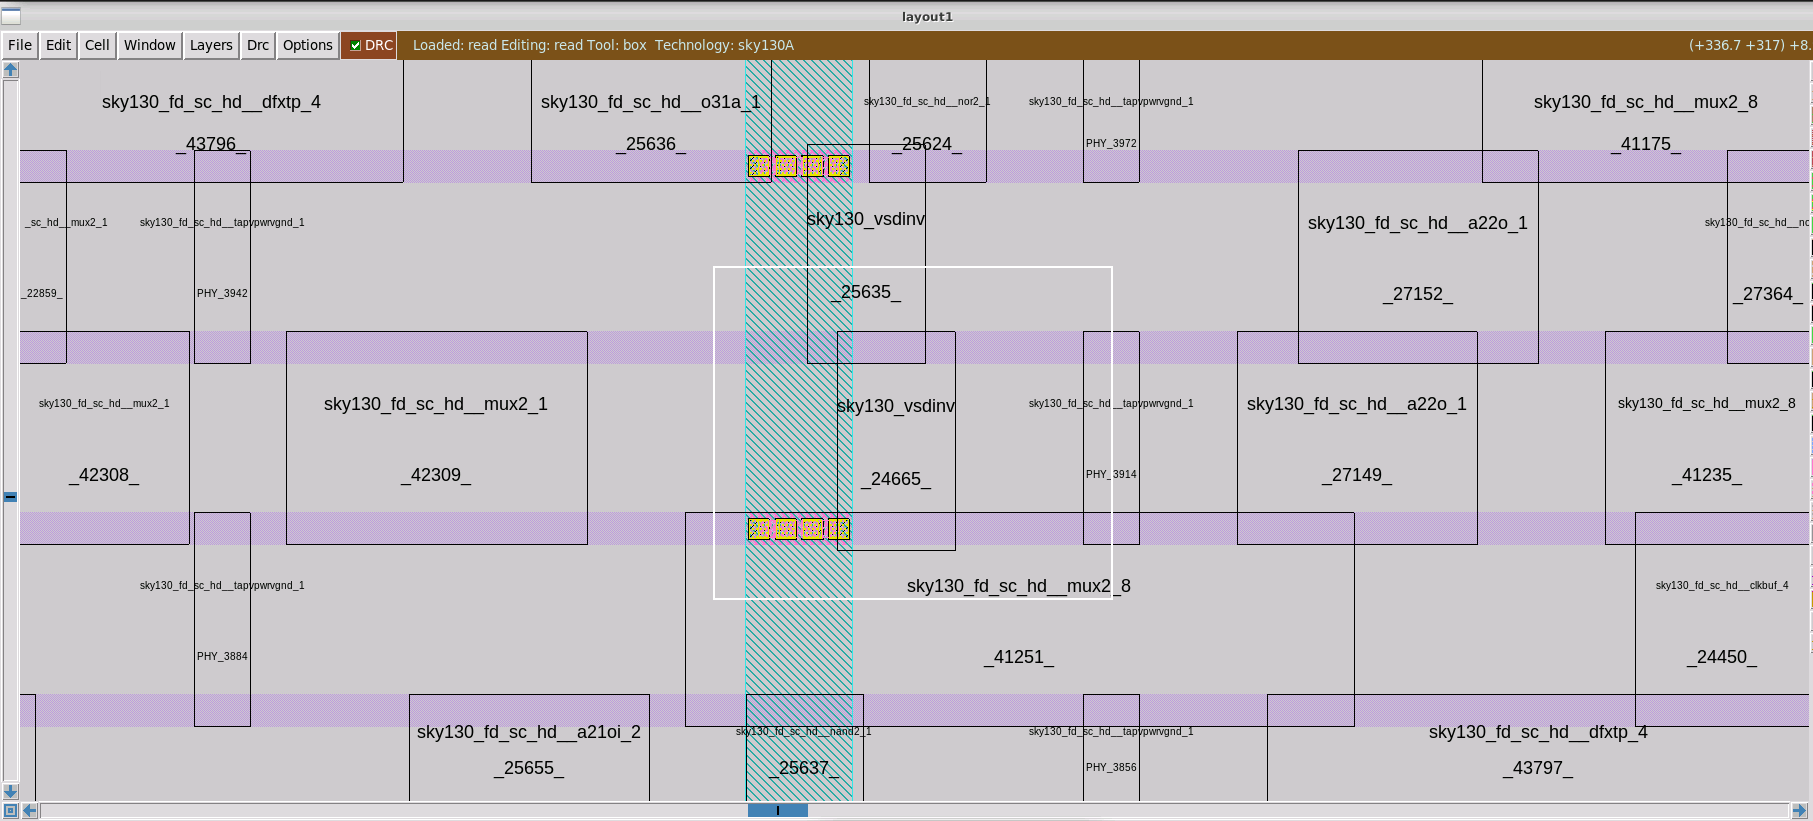 layout1
File Edit Cell Window Layers Drc Options DRC Loaded: read Editing: read Tool: box Technology: sky130A (+336.7 +317) +8.
sky130_fd_sc_hd__dfxtp_4 sky130_fd_sc_hd__o31a_1 sky130_fd_sc_hd__nor2_1 sky130_fd_sc_hd__tapvpwrvgnd_1 sky130_fd_sc_hd__mux2_8
_43796_ _25636_ _25624_ PHY_3972 _41175_
_sc_hd__mux2_1 sky130_fd_sc_hd__tapvpwrvgnd_1 sky130_vsdinv sky130_fd_sc_hd__a22o_1 sky130_fd_sc_hd__nc
_22859_ PHY_3942 _25635_ _27152_ _27364_
sky130_fd_sc_hd__mux2_1 sky130_fd_sc_hd__mux2_1 sky130_vsdinv sky130_fd_sc_hd__tapvpwrvgnd_1 sky130_fd_sc_hd__a22o_1 sky130_fd_sc_hd__mux2_8
_42308_ _42309_ _24665_ PHY_3914 _27149_ _41235_
sky130_fd_sc_hd__tapvpwrvgnd_1 sky130_fd_sc_hd__mux2_8 sky130_fd_sc_hd__clkbuf_4
PHY_3884 _41251_ _24450_
sky130_fd_sc_hd__a21oi_2 sky130_fd_sc_hd__nand2_1 sky130_fd_sc_hd__tapvpwrvgnd_1 sky130_fd_sc_hd__dfxtp_4
_25655_ _25637_ PHY_3856 _43797_